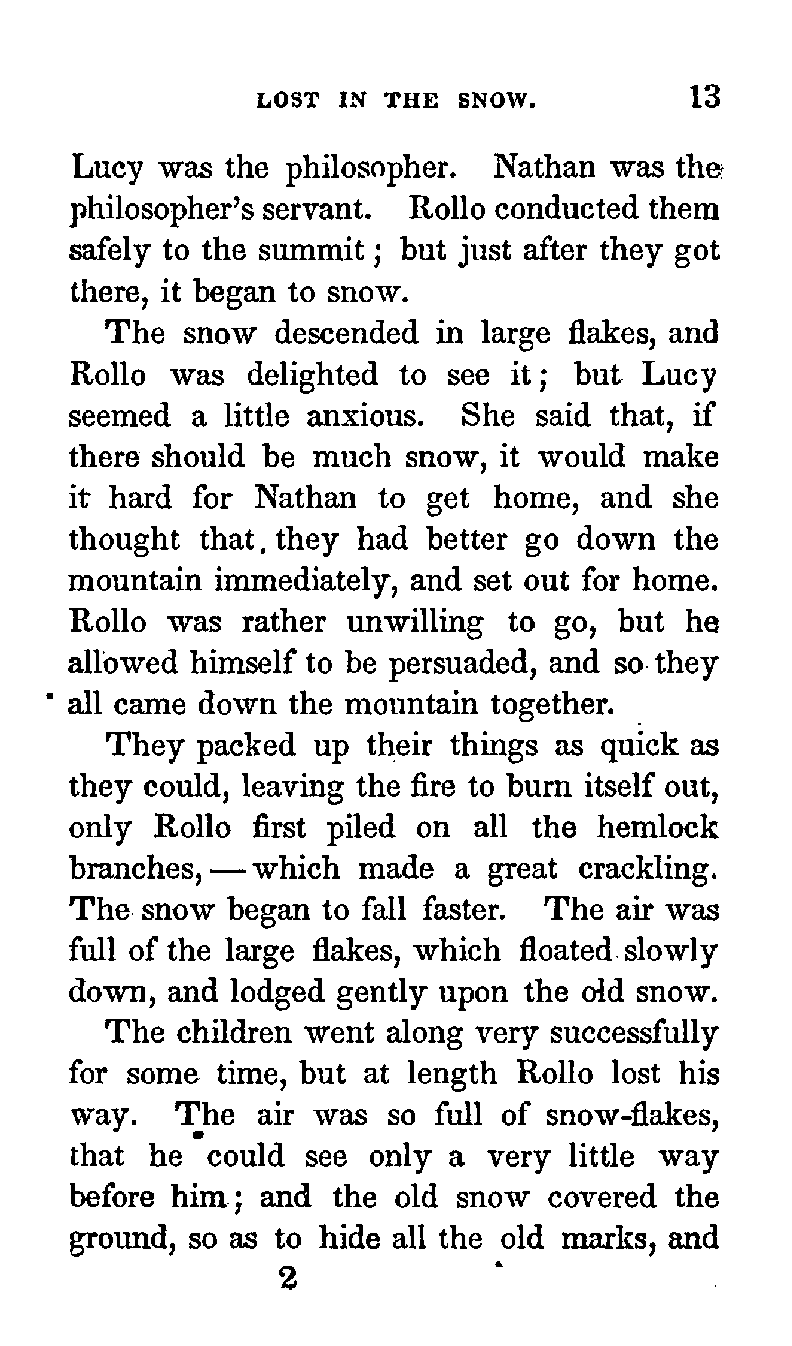 LOST IN THE SNOW. 13
Lucy was the philosopher. Nathan was the
philosopher's servant. Rollo conducted them
safely to the summit; but just after they got
there, it began to snow.
The snow descended in large flakes, and
Rollo was delighted to see it; but Lucy
seemed a little anxious. She said that, if
there should be much snow, it would make
it hard for Nathan to get home, and she
thought that they had better go down the
mountain immediately, and set out for home.
Rollo was rather unwilling to go, but he
allowed himself to be persuaded, and so they
all came down the mountain together.
They packed up their things as quick as
they could, leaving the fire to burn itself out,
only Rollo first piled on all the hemlock
branches, — which made a great crackling.
The snow began to fall faster. The air was
full of the large flakes, which floated slowly
down, and lodged gently upon the old snow.
The children went along very successfully
for some time, but at length Rollo lost his
way. The air was so full of snow-flakes,
that he could see only a very little way
before him; and the old snow covered the
ground, so as to hide all the old marks, and
2